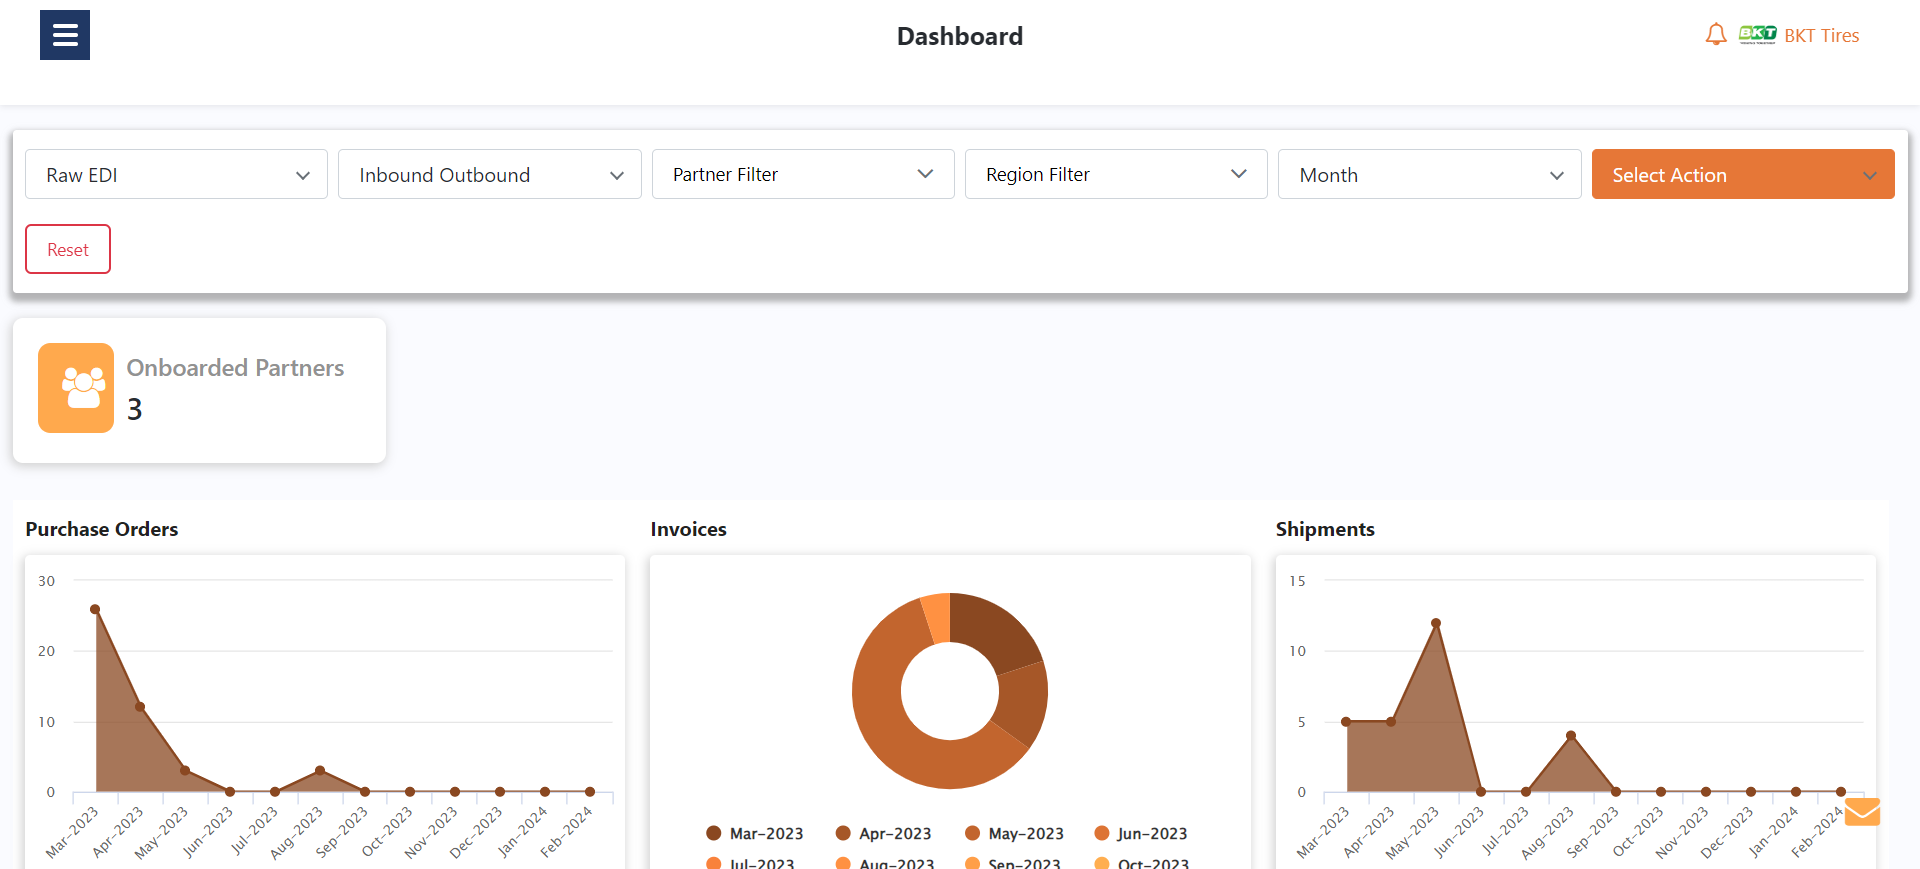 Dashboard
BKT
BKT Tires
Raw EDI
Inbound Outbound
Partner Filter
Region Filter
Month
Select Action
Reset
Onboarded Partners
3
Purchase Orders
30
20
10
0
Mar-2023
Apr-2023
May-2023
Jun-2023
Jul-2023
Aug-2023
Sep-2023
Oct-2023
Nov-2023
Dec-2023
Jan-2024
Feb-2024
Invoices
Mar-2023
Apr-2023
May-2023
Jun-2023
Jul-2023
Aug-2023
Sep-2023
Oct-2023
Shipments
15
10
5
0
Mar-2023
Apr-2023
May-2023
Jun-2023
Jul-2023
Aug-2023
Sep-2023
Oct-2023
Nov-2023
Dec-2023
Jan-2024
Feb-2024